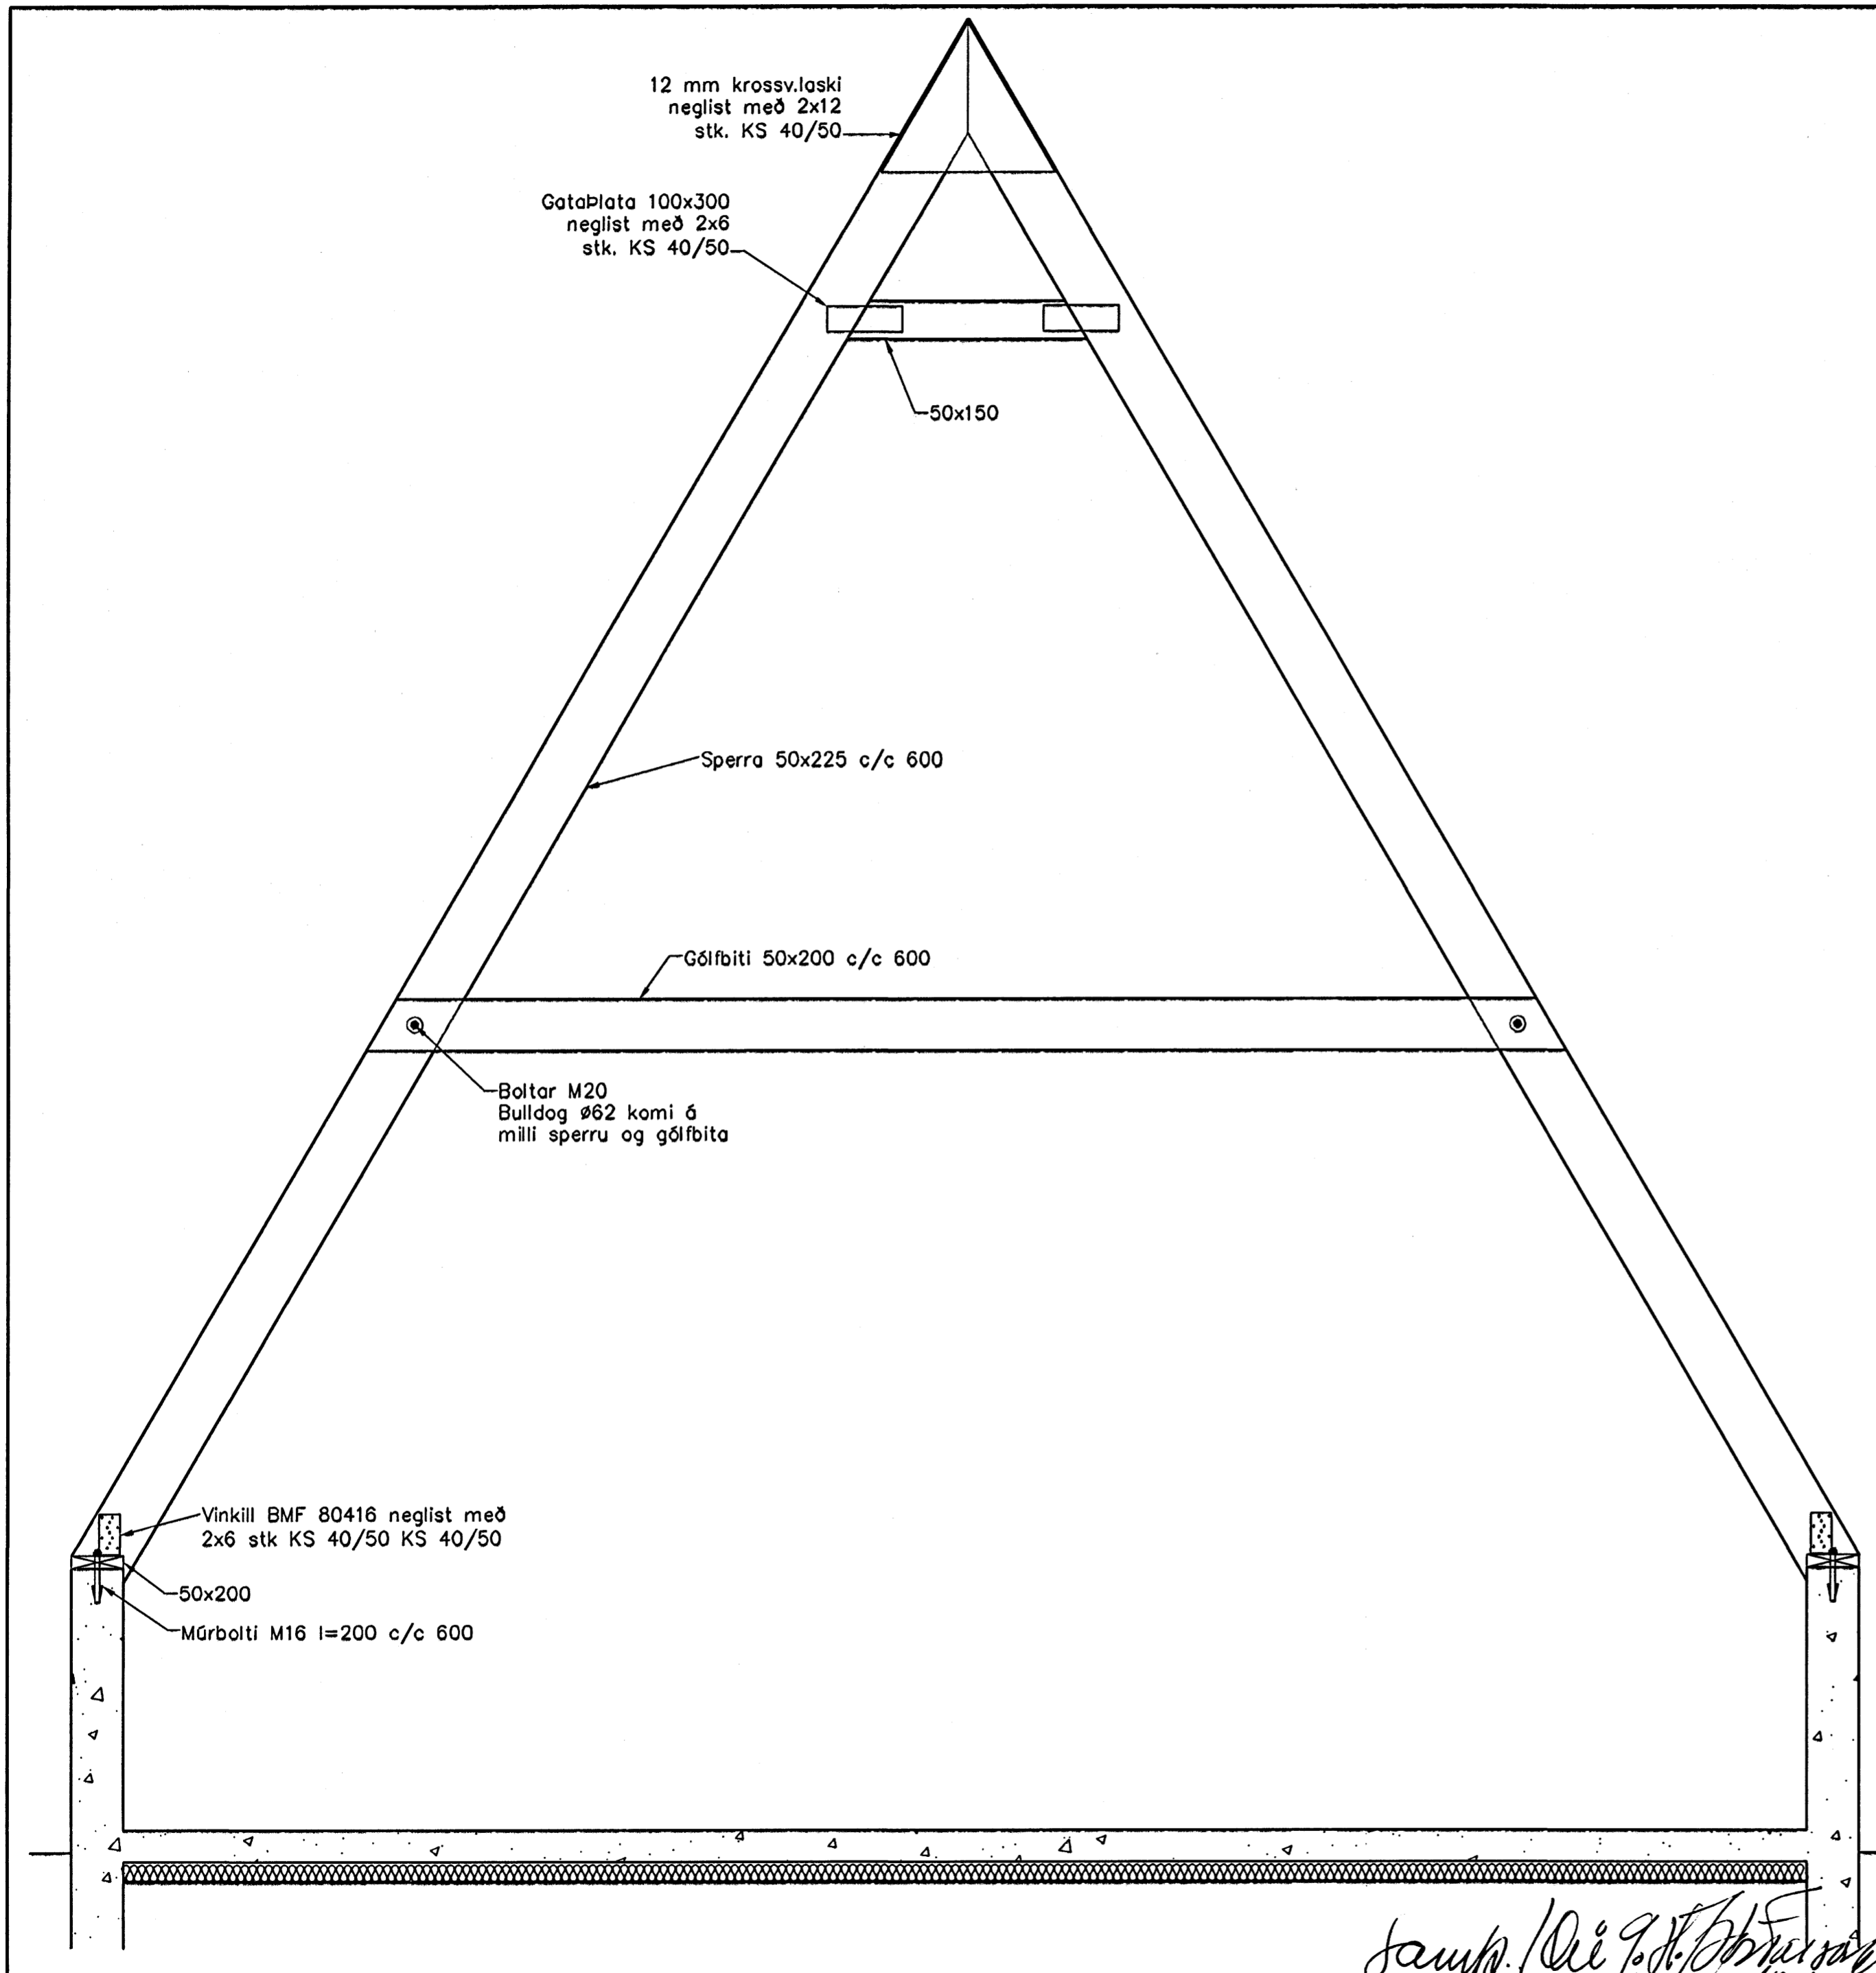 12 mm krossv.laski
neglist með 2x12
stk. KS 40/50
Gataþlata 100x300
neglist með 2x6
stk. KS 40/50
50x150
Sperra 50x225 c/c 600
Gólfbiti 50x200 c/c 600
Boltar M20
Bulldog ø62 komi á
milli sperru og gólfbita
Vinkill BMF 80416 neglist með
2x6 stk KS 40/50 KS 40/50
50x200
Múrbolti M16 l=200 c/c 600
Samþ.